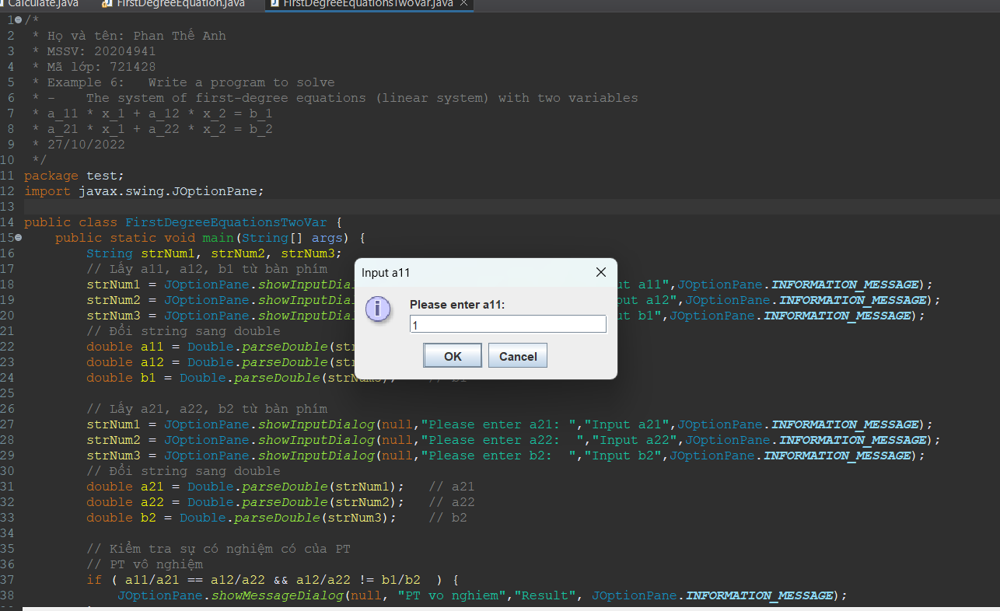 Calculate.java FirstDegreeEquation.java FirstDegreeEquationsTwoVar.java
1 /*
2 * Họ và tên: Phan Thế Anh
3 * MSSV: 20204941
4 * Mã lớp: 721428
5 * Example 6: Write a program to solve
6 * - The system of first-degree equations (linear system) with two variables
7 * a_11 * x_1 + a_12 * x_2 = b_1
8 * a_21 * x_1 + a_22 * x_2 = b_2
9 * 27/10/2022
10 */
11 package test;
12 import javax.swing.JOptionPane;
13
14 public class FirstDegreeEquationsTwoVar {
15 public static void main(String[] args) {
16 String strNum1, strNum2, strNum3;
17 // Lấy a11, a12, b1 từ bàn phím
18 strNum1 = JOptionPane.showInputDial a11",JOptionPane.INFORMATION_MESSAGE);
19 strNum2 = JOptionPane.showInputDial a12",JOptionPane.INFORMATION_MESSAGE);
20 strNum3 = JOptionPane.showInputDial b1",JOptionPane.INFORMATION_MESSAGE);
21 // Đổi string sang double
22 double a11 = Double.parseDouble(str
23 double a12 = Double.parseDouble(str
24 double b1 = Double.parseDouble(strNum3); // b1
25
26 // Lấy a21, a22, b2 từ bàn phím
27 strNum1 = JOptionPane.showInputDialog(null,"Please enter a21: ","Input a21",JOptionPane.INFORMATION_MESSAGE);
28 strNum2 = JOptionPane.showInputDialog(null,"Please enter a22:  ","Input a22",JOptionPane.INFORMATION_MESSAGE);
29 strNum3 = JOptionPane.showInputDialog(null,"Please enter b2:  ","Input b2",JOptionPane.INFORMATION_MESSAGE);
30 // Đổi string sang double
31 double a21 = Double.parseDouble(strNum1); // a21
32 double a22 = Double.parseDouble(strNum2); // a22
33 double b2 = Double.parseDouble(strNum3); // b2
34
35 // Kiểm tra sự có nghiệm có của PT
36 // PT vô nghiệm
37 if ( a11/a21 == a12/a22 && a12/a22 != b1/b2 ) {
38 JOptionPane.showMessageDialog(null, "PT vo nghiem","Result", JOptionPane.INFORMATION_MESSAGE);
Input a11
Please enter a11:
1
OK Cancel